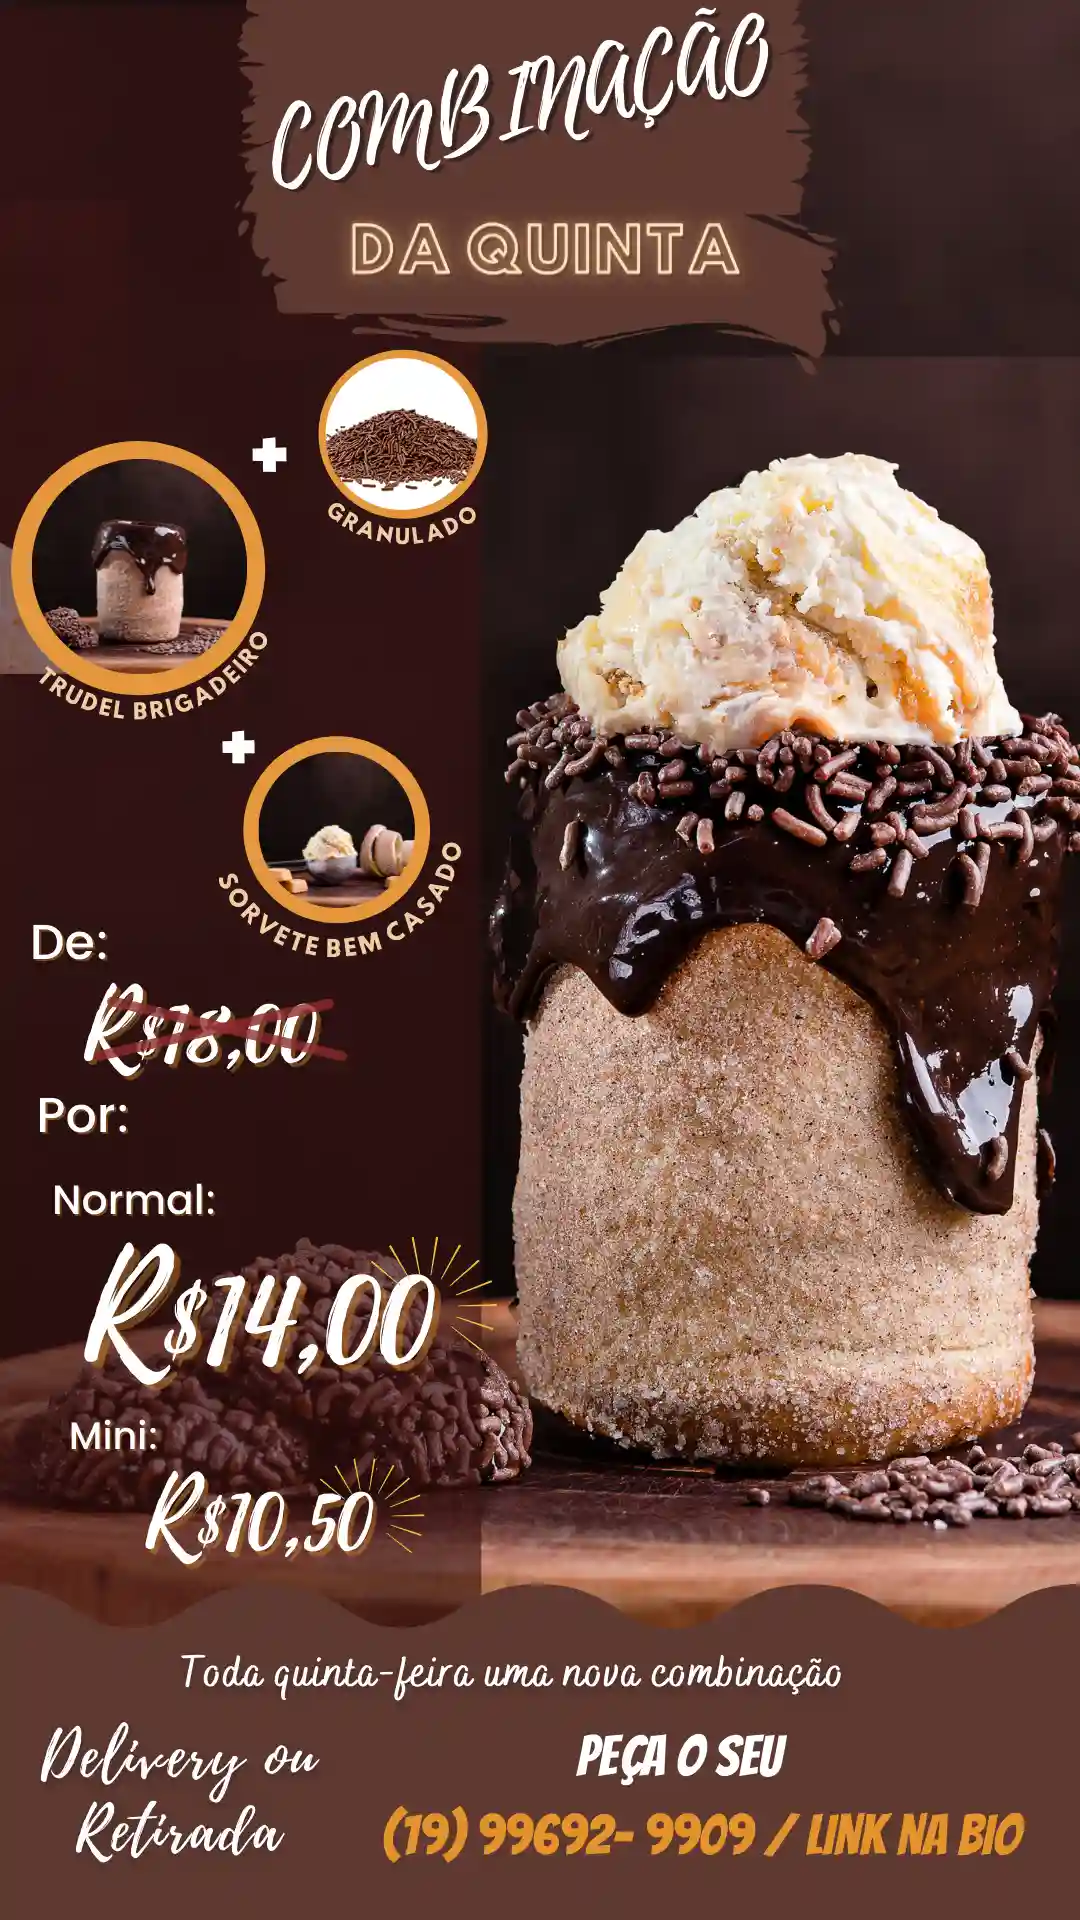 COMBINAÇÃO
DA QUINTA
GRANULADO
TRUDEL BRIGADEIRO
SORVETE BEM CASADO
De:
R$18,00
Por:
Normal:
R$14,00
Mini:
R$10,50
Toda quinta-feira uma nova combinação
Delivery ou
Retirada
PEÇA O SEU
(19) 99692- 9909 / LINK NA BIO